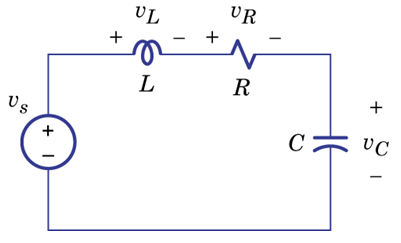 v_L v_R
+ − + −
L R
v_s
+
−
C
+
v_C
−